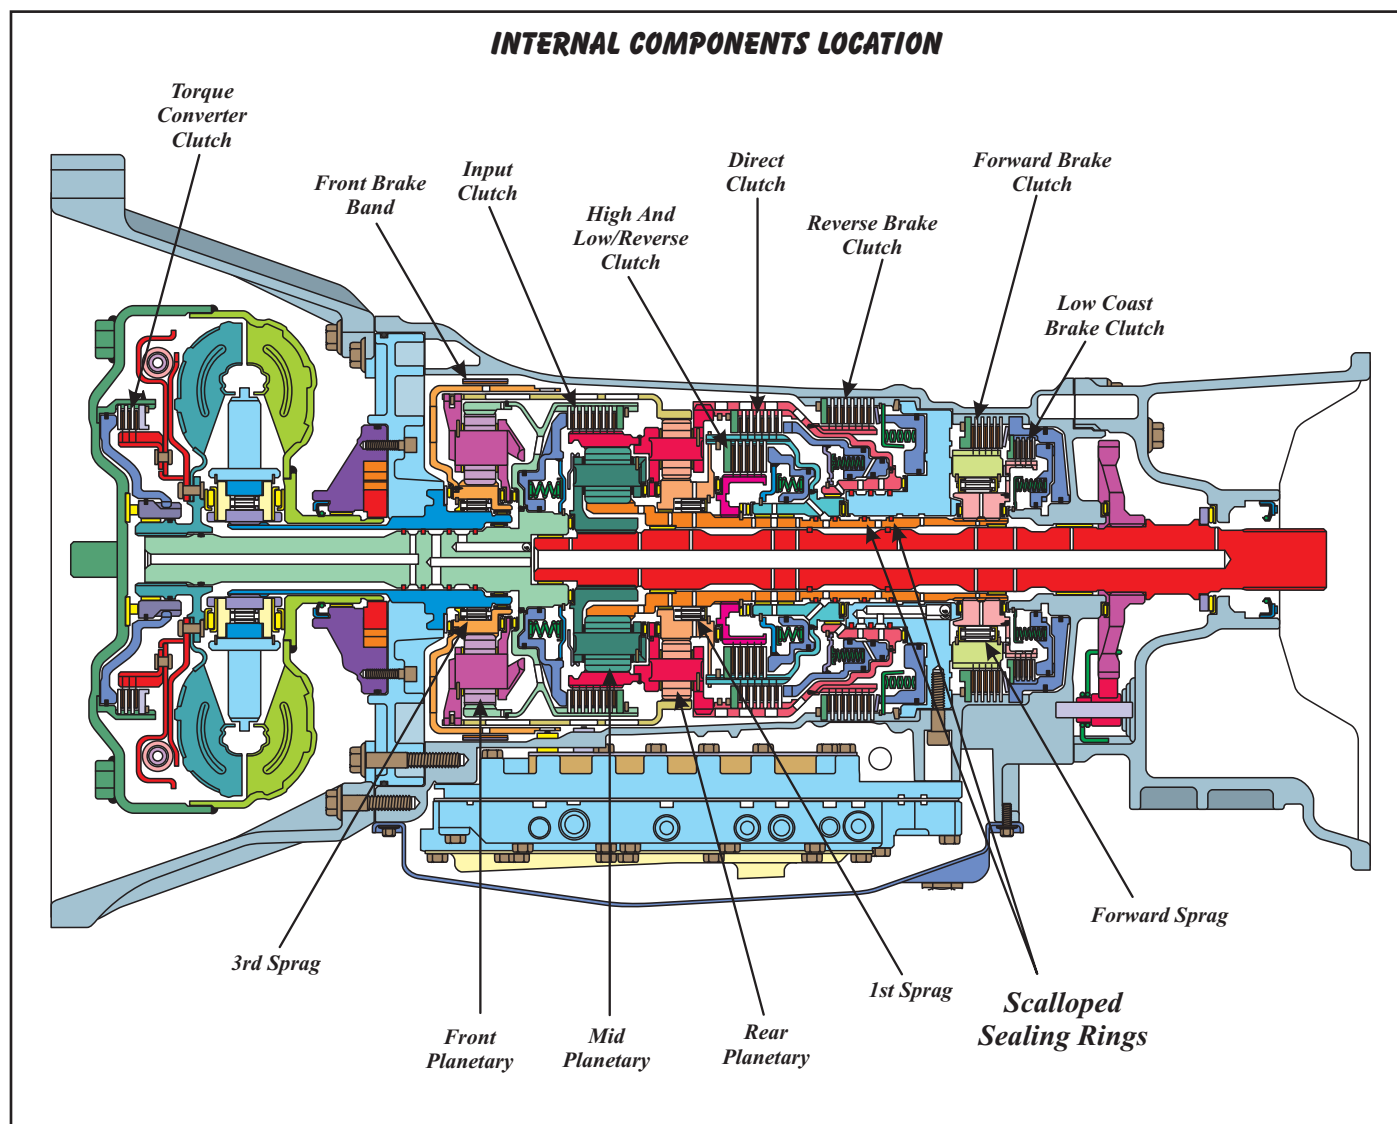 INTERNAL COMPONENTS LOCATION
Torque
Converter
Clutch
Front Brake
Band
Input
Clutch
High And
Low/Reverse
Clutch
Direct
Clutch
Reverse Brake
Clutch
Forward Brake
Clutch
Low Coast
Brake Clutch
3rd Sprag
Front
Planetary
Mid
Planetary
Rear
Planetary
1st Sprag
Scalloped
Sealing Rings
Forward Sprag